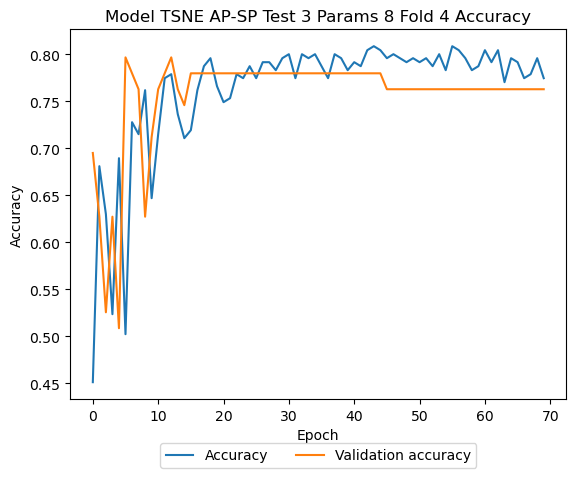 Model TSNE AP-SP Test 3 Params 8 Fold 4 Accuracy
0.80
0.75
0.70
0.65
0.60
0.55
0.50
0.45
Accuracy
0 10 20 30 40 50 60 70
Epoch
Accuracy Validation accuracy